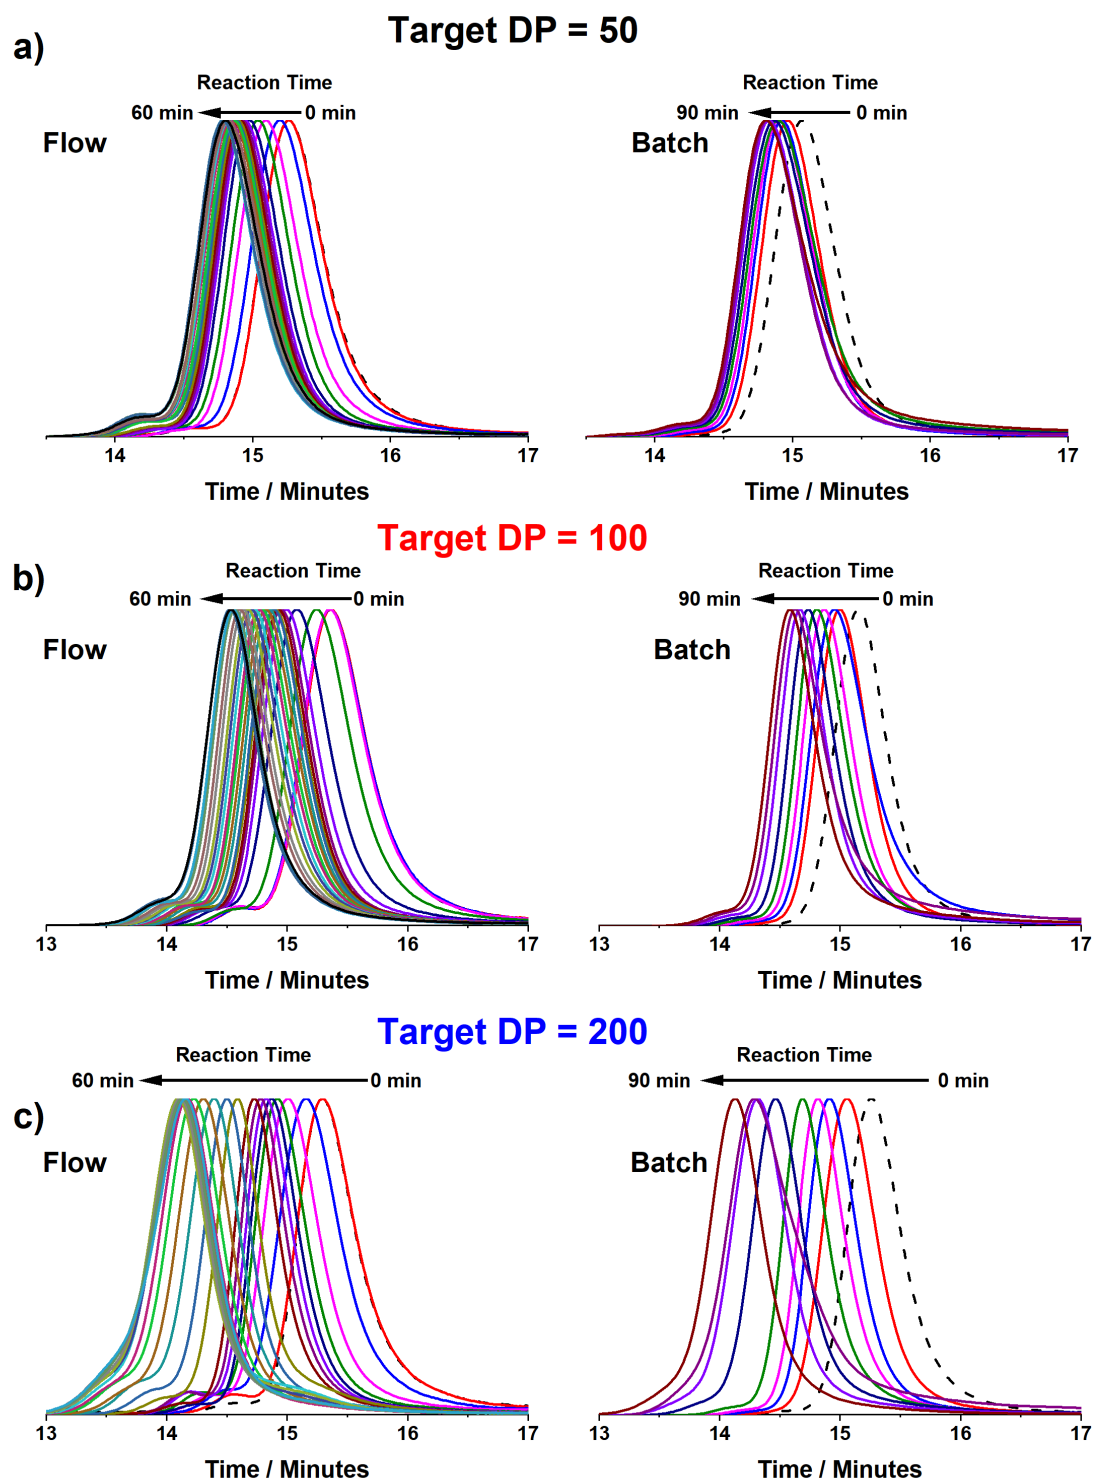 Target DP = 50
a)
Reaction Time
60 min 0 min
Flow
14 15 16 17
Time / Minutes
Reaction Time
90 min 0 min
Batch
14 15 16 17
Time / Minutes
Target DP = 100
b)
Reaction Time
60 min 0 min
Flow
13 14 15 16 17
Time / Minutes
Reaction Time
90 min 0 min
Batch
13 14 15 16 17
Time / Minutes
Target DP = 200
c)
Reaction Time
60 min 0 min
Flow
13 14 15 16 17
Time / Minutes
Reaction Time
90 min 0 min
Batch
13 14 15 16 17
Time / Minutes